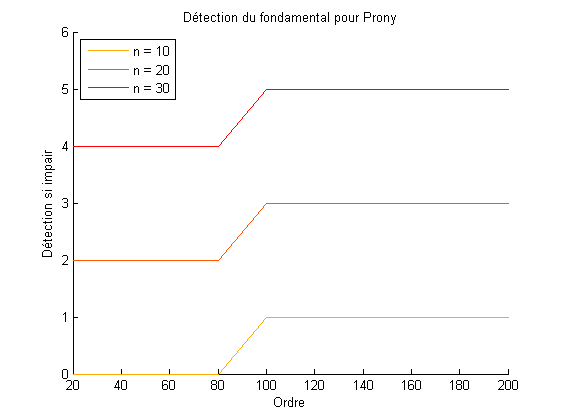 Détection du fondamental pour Prony
6
n = 10
n = 20
n = 30
5
4
3
2
1
0
Détection si impair
20 40 60 80 100 120 140 160 180 200
Ordre